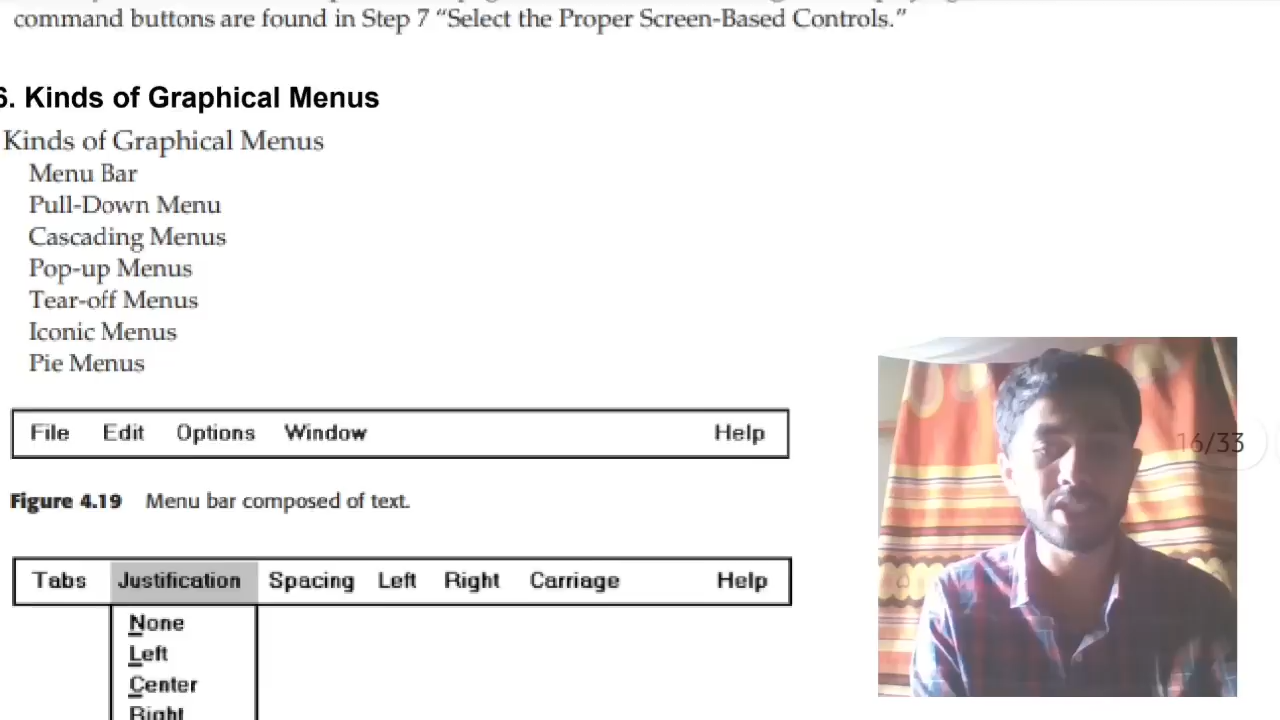 command buttons are found in Step 7 “Select the Proper Screen-Based Controls.”
6. Kinds of Graphical Menus
Kinds of Graphical Menus
Menu Bar
Pull-Down Menu
Cascading Menus
Pop-up Menus
Tear-off Menus
Iconic Menus
Pie Menus
File Edit Options Window Help
16/33
Figure 4.19 Menu bar composed of text.
Tabs Justification Spacing Left Right Carriage Help
None
Left
Center
Right